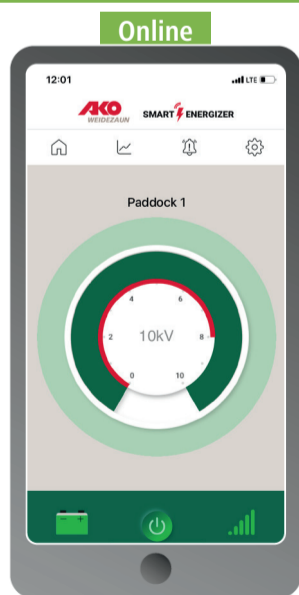 Online
12:01
LTE
AKO
WEIDEZAUN
SMART ENERGIZER
Paddock 1
4 6
2 10kV 8
0 10